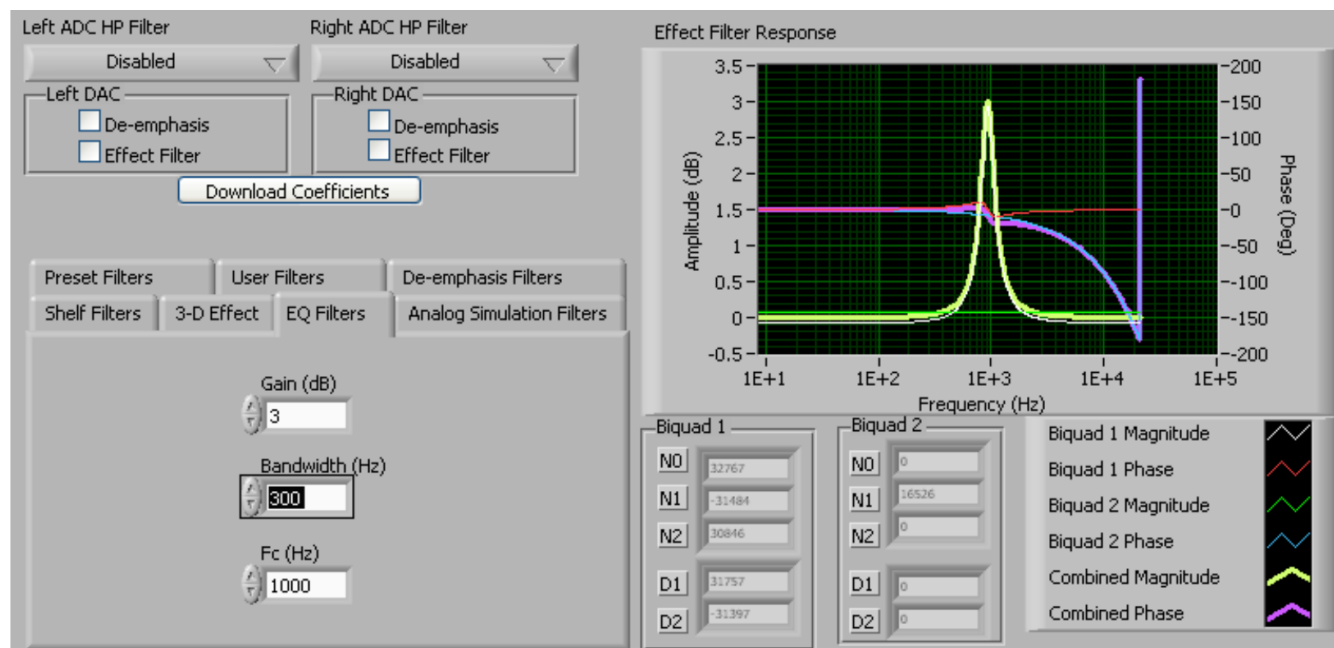 Left ADC HP Filter
Right ADC HP Filter
Disabled
Disabled
Left DAC
De-emphasis
Effect Filter
Right DAC
De-emphasis
Effect Filter
Download Coefficients
Preset Filters
User Filters
De-emphasis Filters
Shelf Filters
3-D Effect
EQ Filters
Analog Simulation Filters
Gain (dB)
3
Bandwidth (Hz)
300
Fc (Hz)
1000
Effect Filter Response
Amplitude (dB)
3.5
3
2.5
2
1.5
1
0.5
0
-0.5
200
150
100
50
0
-50
-100
-150
-200
Phase (Deg)
1E+1 1E+2 1E+3 1E+4 1E+5
Frequency (Hz)
Biquad 1
N0 32767
N1 -31484
N2 30846
D1 31757
D2 -31397
Biquad 2
N0 0
N1 16526
N2 0
D1 0
D2 0
Biquad 1 Magnitude
Biquad 1 Phase
Biquad 2 Magnitude
Biquad 2 Phase
Combined Magnitude
Combined Phase